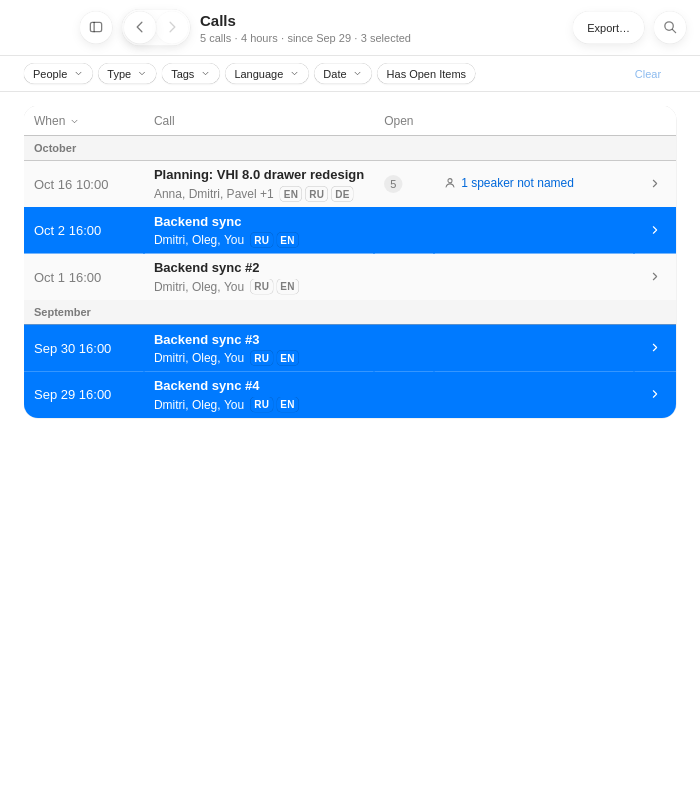 Calls
5 calls · 4 hours · since Sep 29 · 3 selected
Export…
People
Type
Tags
Language
Date
Has Open Items
Clear
When
Call
Open
October
Oct 16 10:00
Planning: VHI 8.0 drawer redesign
Anna, Dmitri, Pavel +1 EN RU DE
5
1 speaker not named
Oct 2 16:00
Backend sync
Dmitri, Oleg, You RU EN
Oct 1 16:00
Backend sync #2
Dmitri, Oleg, You RU EN
September
Sep 30 16:00
Backend sync #3
Dmitri, Oleg, You RU EN
Sep 29 16:00
Backend sync #4
Dmitri, Oleg, You RU EN